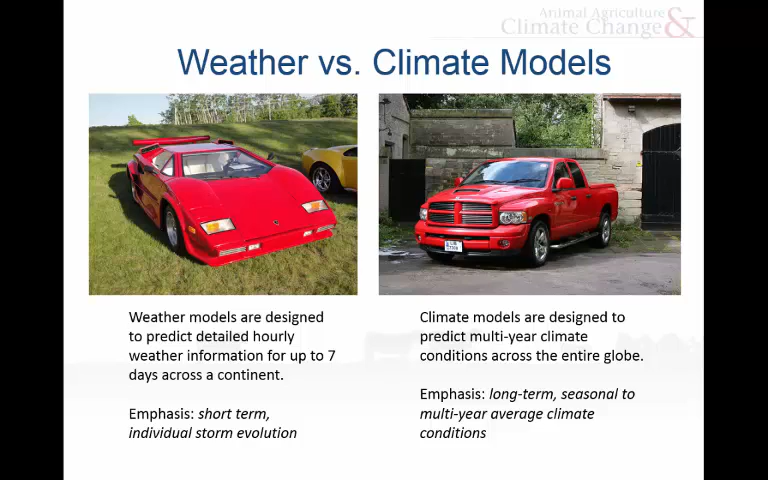 Animal Agriculture
Climate Change &
Weather vs. Climate Models
Weather models are designed
to predict detailed hourly
weather information for up to 7
days across a continent.
Emphasis: short term,
individual storm evolution
Climate models are designed to
predict multi-year climate
conditions across the entire globe.
Emphasis: long-term, seasonal to
multi-year average climate
conditions